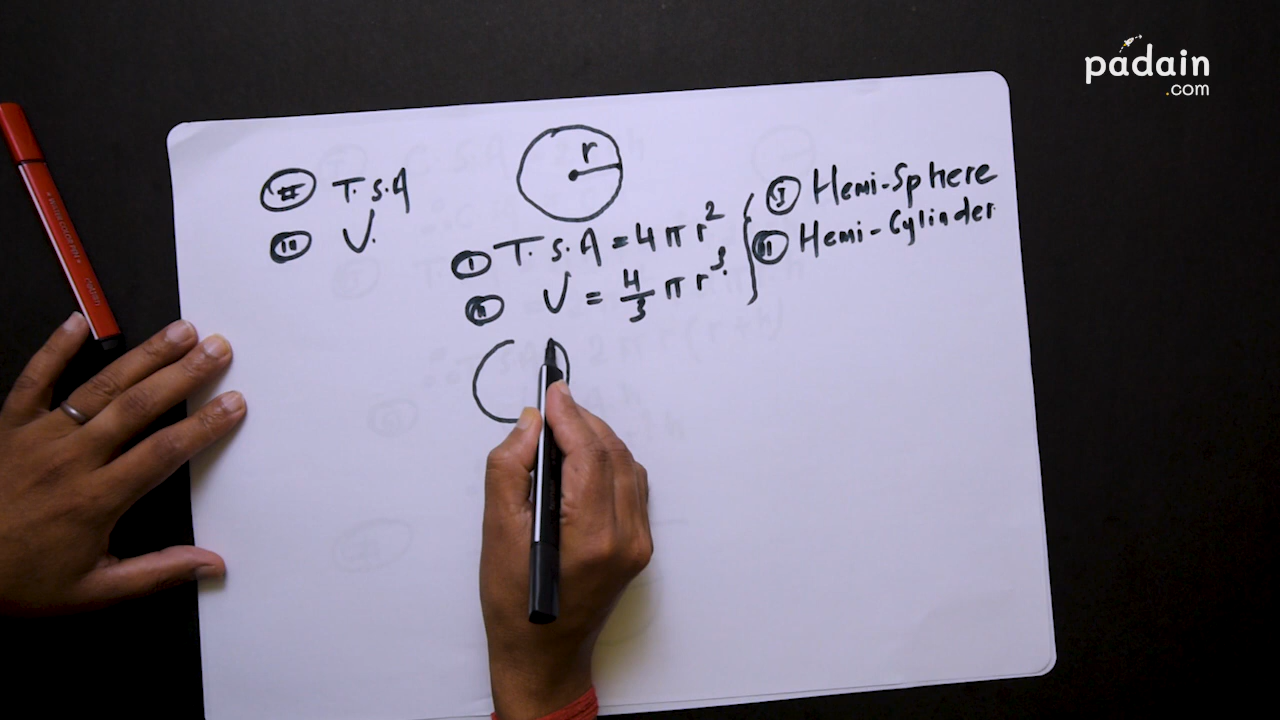 padain
.com
II T.S.A
III V.
r
I T.S.A = 4πr²
II V = 4/3 πr³.
I Hemi-Sphere
II Hemi-Cylinder